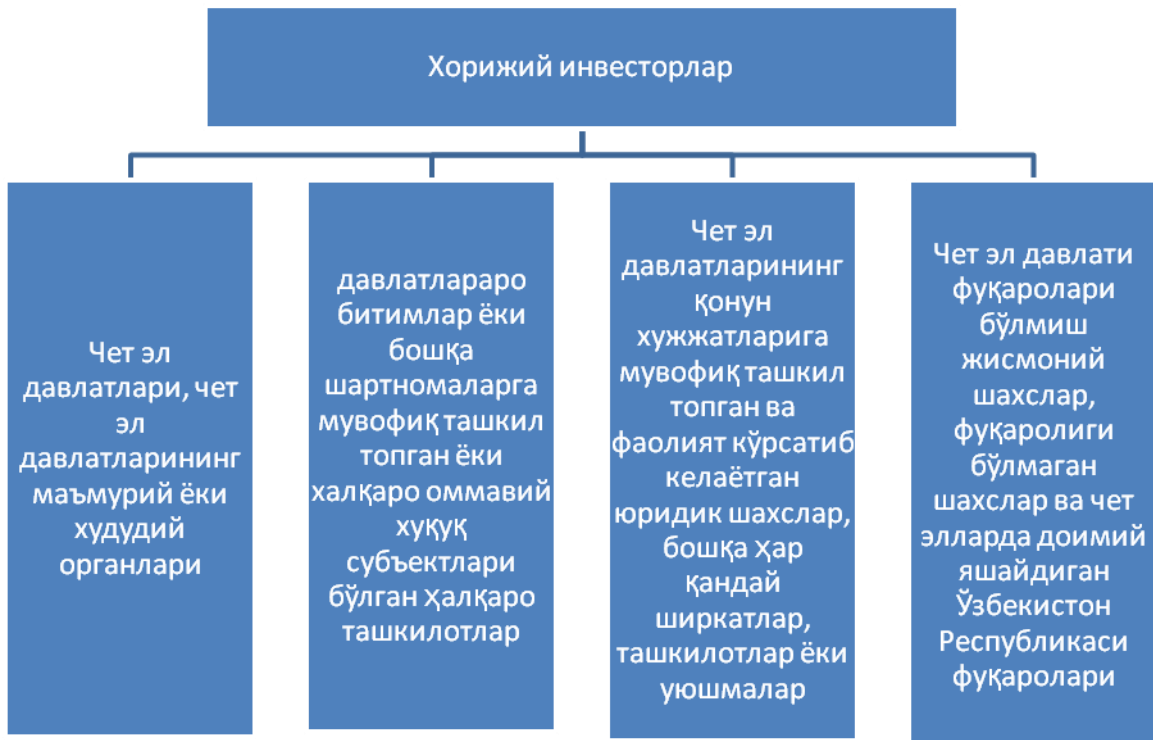 Хорижий инвесторлар
Чет эл
давлатлари, чет
эл
давлатларининг
маъмурий ёки
худудий
органлари
давлатлараро
битимлар ёки
бошқа
шартномаларга
мувофиқ ташкил
топган ёки
халқаро оммавий
хуқуқ
субъектлари
бўлган ҳалқаро
ташкилотлар
Чет эл
давлатларининг
қонун
хужжатларига
мувофиқ ташкил
топган ва
фаолият кўрсатиб
келаётган
юридик шахслар,
бошқа ҳар
қандай
ширкатлар,
ташкилотлар ёки
уюшмалар
Чет эл давлати
фуқаролари
бўлмиш
жисмоний
шахслар,
фуқаролиги
бўлмаган
шахслар ва чет
элларда доимий
яшайдиган
Ўзбекистон
Республикаси
фуқаролари